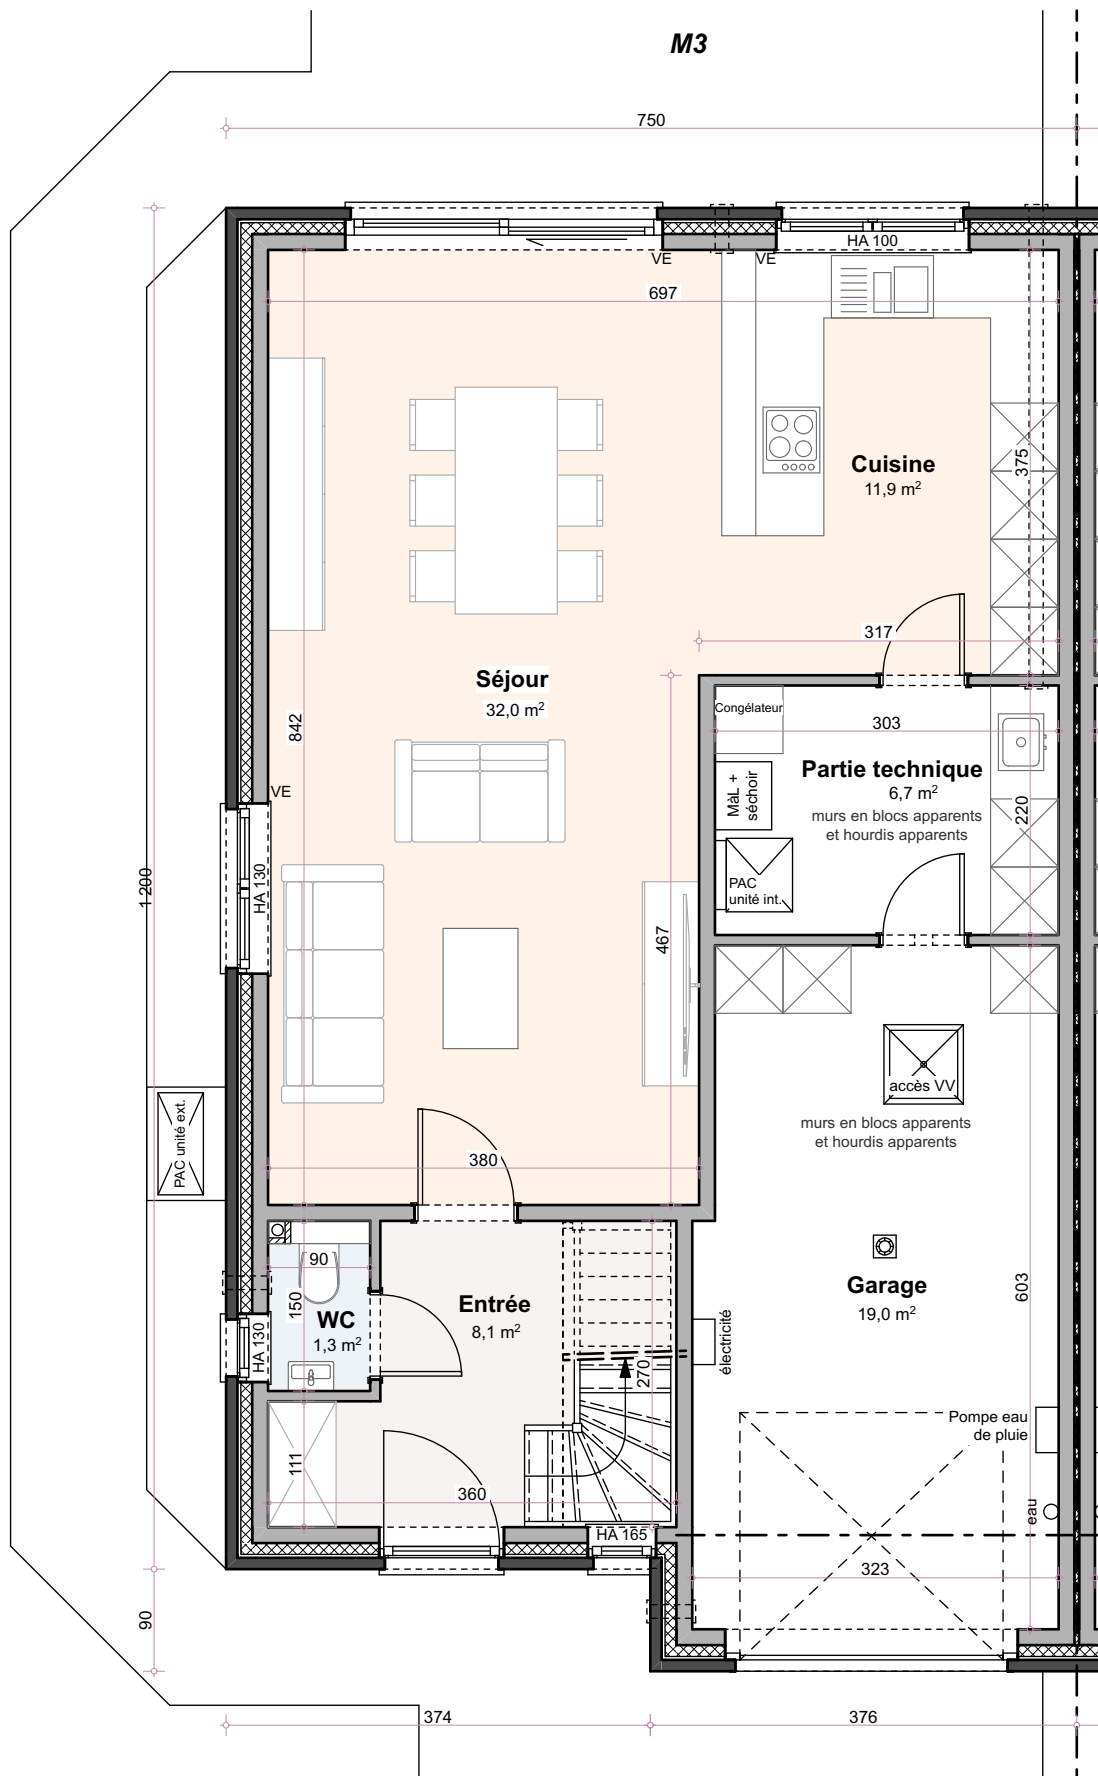 M3
750
HA 100
VE
VE
697
Cuisine
11,9 m²
375
317
Séjour
32,0 m²
842
Congélateur
303
Partie technique
6,7 m²
murs en blocs apparents
et hourdis apparents
220
MàL +
séchoir
PAC
unité int.
VE
HA 130
1200
467
accès VV
murs en blocs apparents
et hourdis apparents
PAC unité ext.
380
90
150
WC
1,3 m²
HA 130
Entrée
8,1 m²
270
électricité
Garage
19,0 m²
603
111
360
HA 165
Pompe eau
de pluie
eau
323
90
374
376